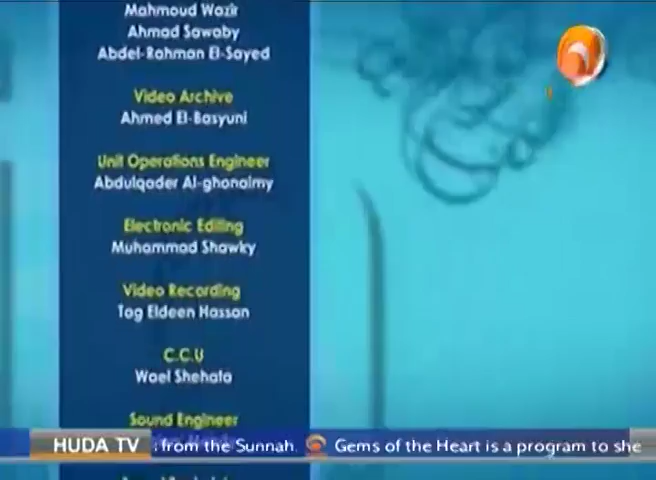 Mahmoud Wazir
Ahmad Sawaby
Abdel-Rahman El-Sayed
Video Archive
Ahmed El-Basyuni
Unit Operations Engineer
Abdulqader Al-ghonaimy
Electronic Editing
Muhammad Shawky
Video Recording
Tag Eldeen Hassan
C.C.U
Wael Shehata
Sound Engineer
HUDA TV
from the Sunnah.
Gems of the Heart is a program to she